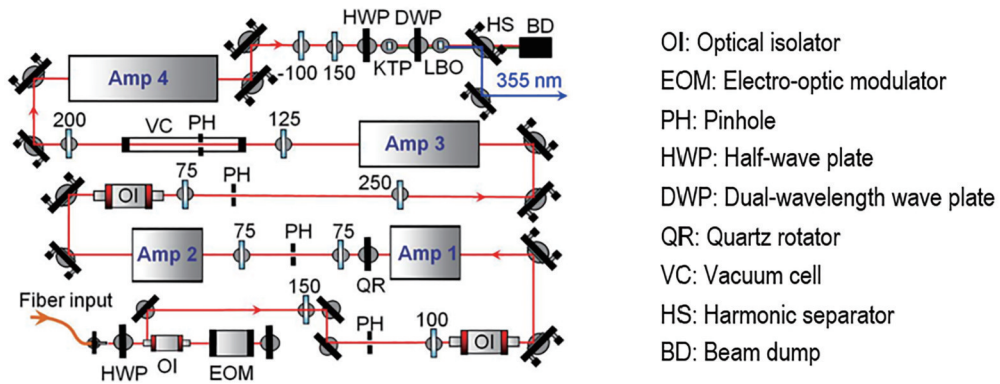 HWP DWP HS BD
-100 150 KTP LBO
Amp 4
355 nm
200 VC PH 125
Amp 3
OI 75 PH 250
Amp 2 75 PH 75 Amp 1
QR
Fiber input
150
PH 100
HWP OI EOM OI
OI: Optical isolator
EOM: Electro-optic modulator
PH: Pinhole
HWP: Half-wave plate
DWP: Dual-wavelength wave plate
QR: Quartz rotator
VC: Vacuum cell
HS: Harmonic separator
BD: Beam dump